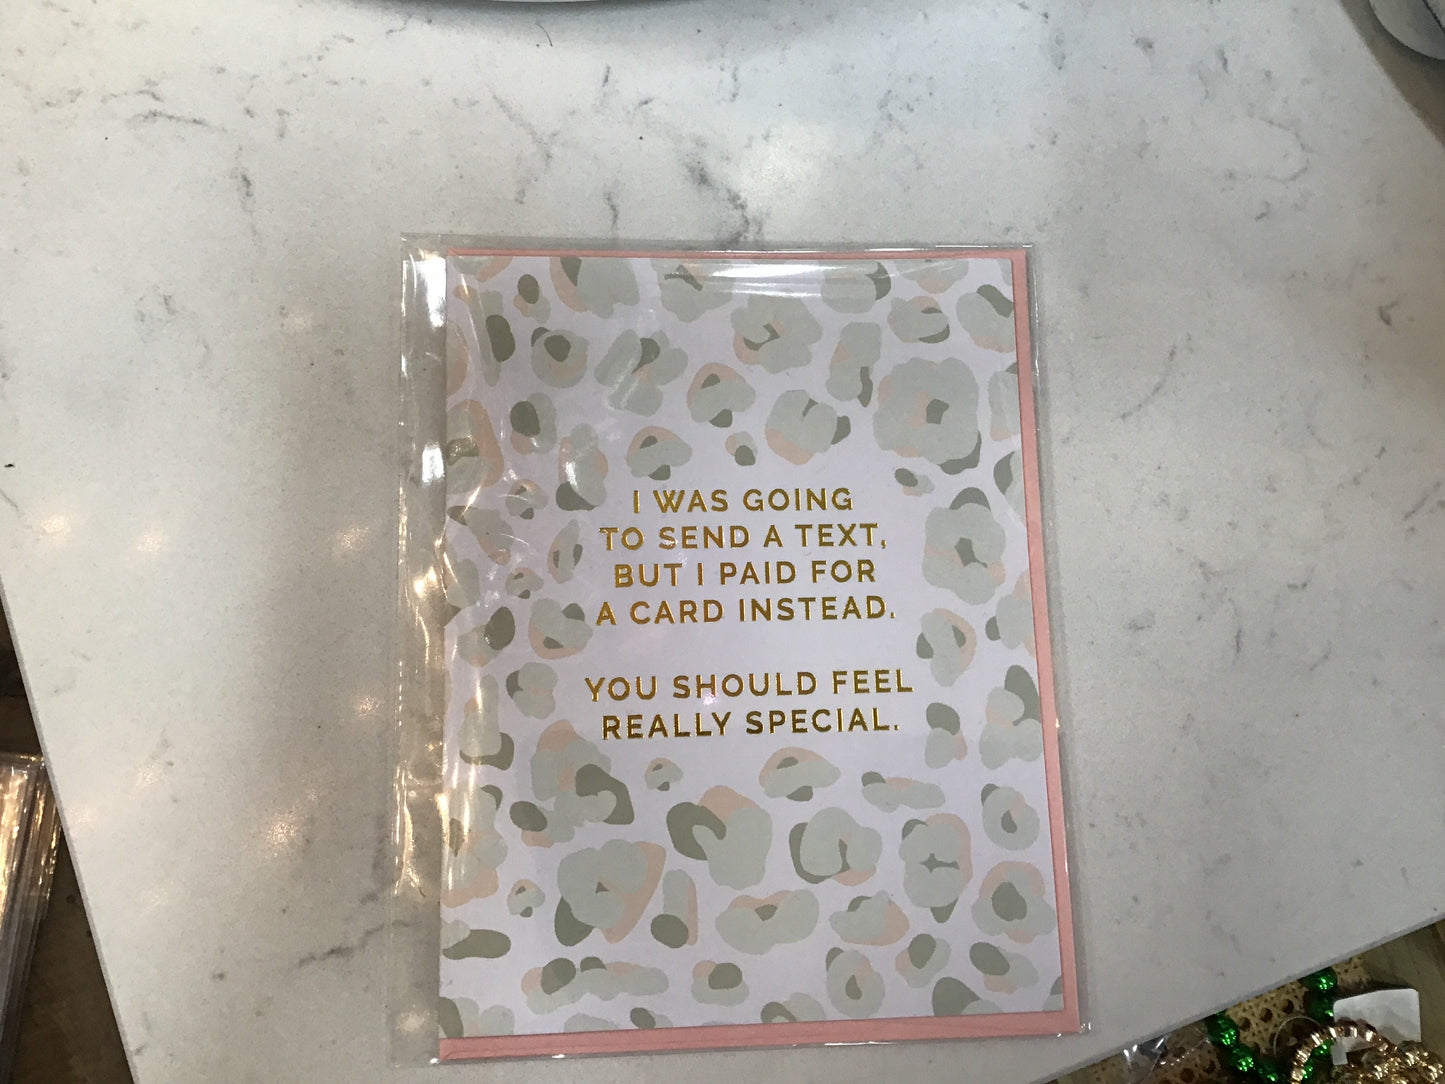 I WAS GOING
TO SEND A TEXT,
BUT I PAID FOR
A CARD INSTEAD.
YOU SHOULD FEEL
REALLY SPECIAL.